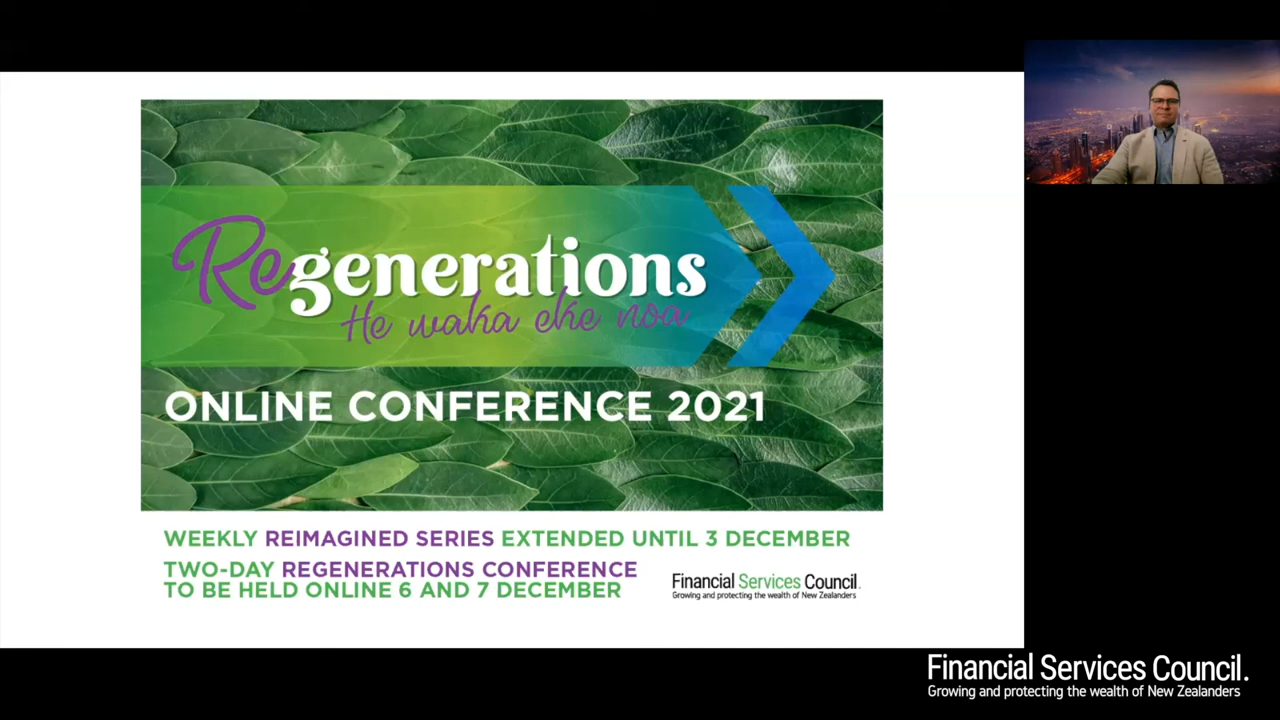 Regenerations
He waka eke noa
ONLINE CONFERENCE 2021
WEEKLY REIMAGINED SERIES EXTENDED UNTIL 3 DECEMBER
TWO-DAY REGENERATIONS CONFERENCE
TO BE HELD ONLINE 6 AND 7 DECEMBER
Financial Services Council.
Growing and protecting the wealth of New Zealanders
Financial Services Council.
Growing and protecting the wealth of New Zealanders